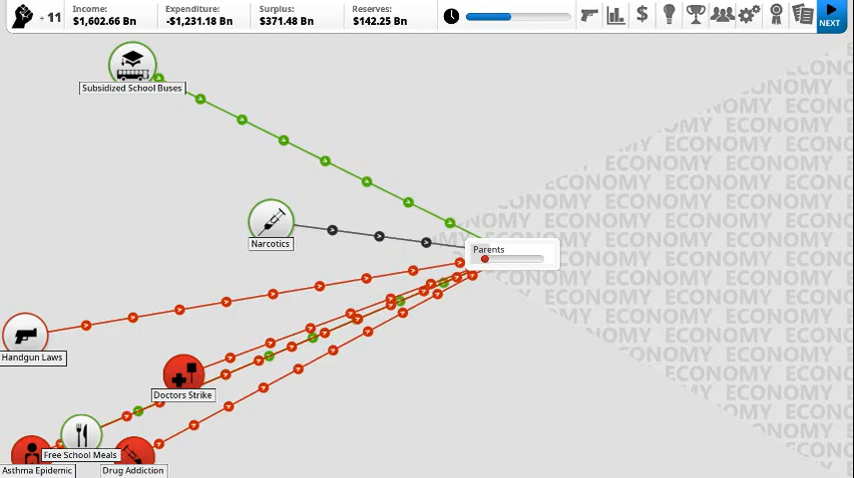 + 11
Income:
$1,602.66 Bn
Expenditure:
-$1,231.18 Bn
Surplus:
$371.48 Bn
Reserves:
$142.25 Bn
NEXT
Subsidized School Buses
Narcotics
Parents
Handgun Laws
Doctors Strike
Free School Meals
Asthma Epidemic
Drug Addiction
ECONOMY ECONOMY ECONOMY